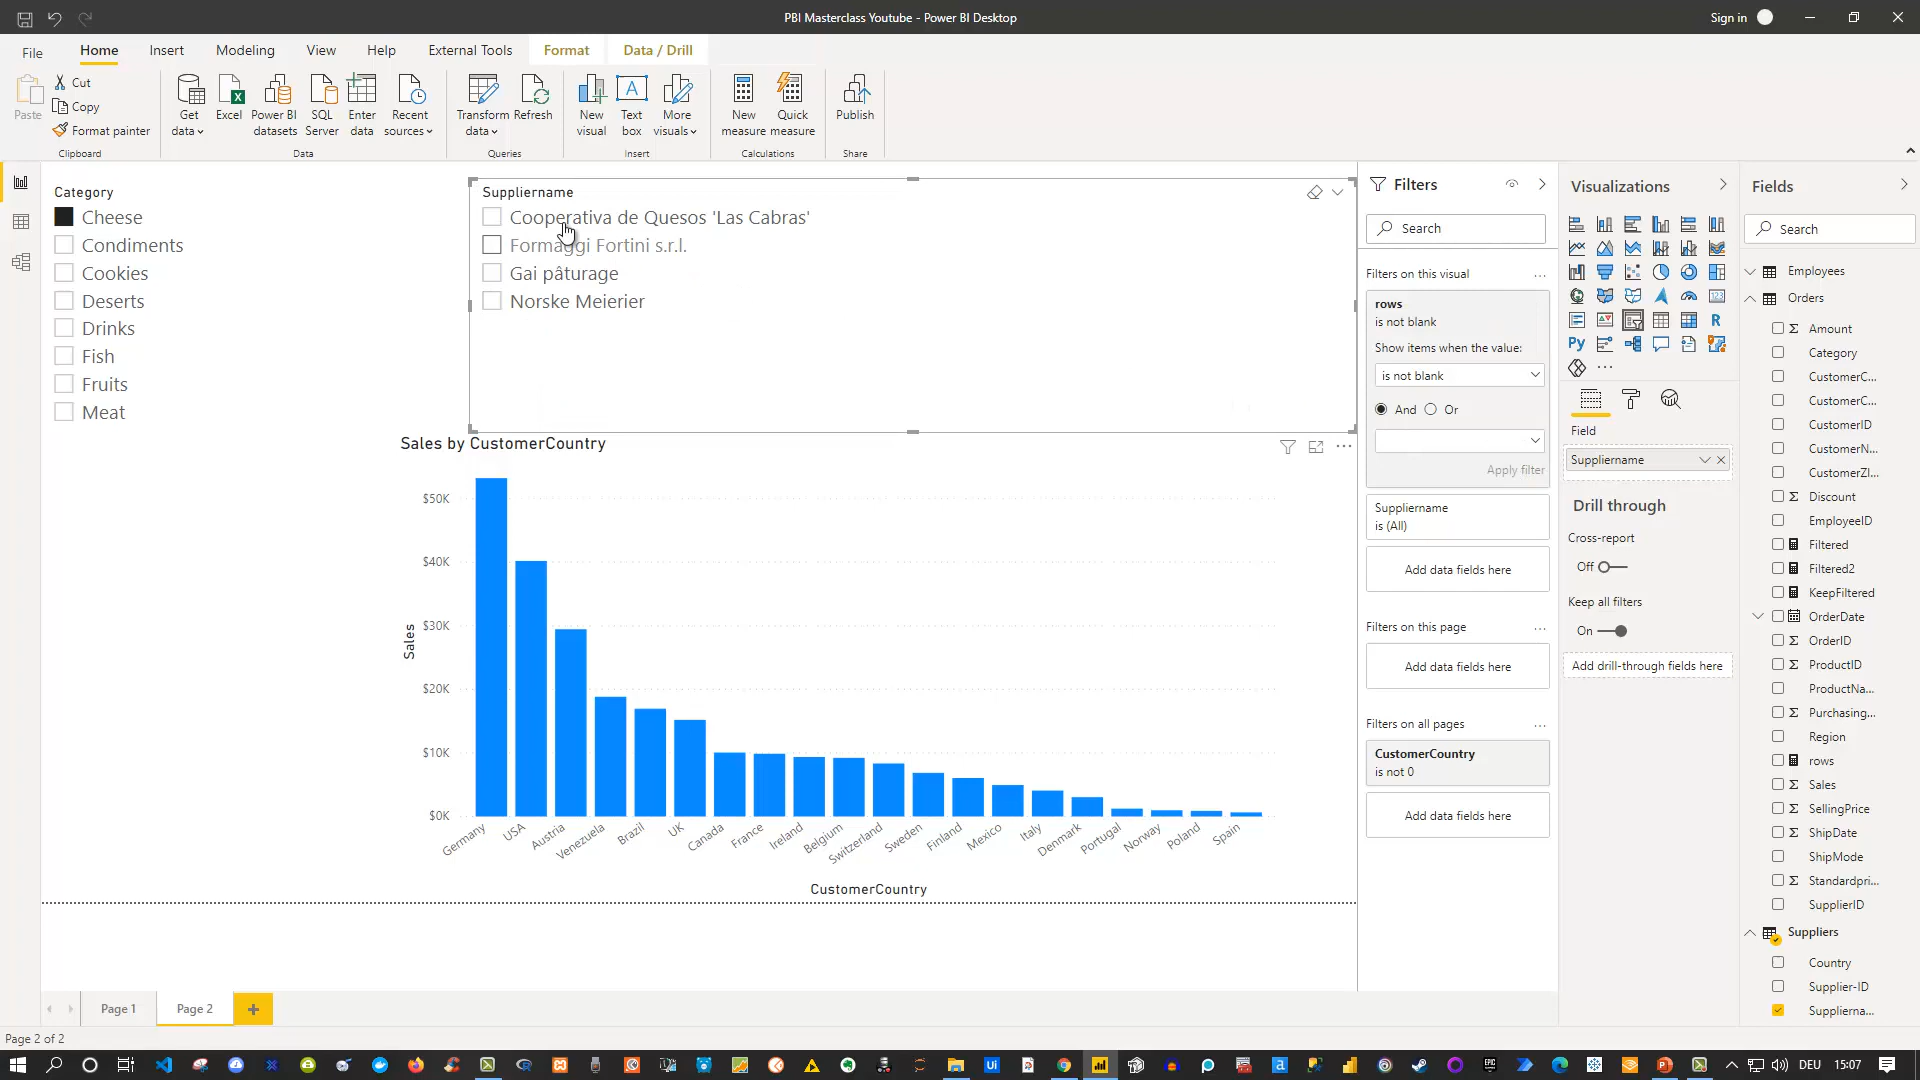 PBI Masterclass Youtube - Power BI Desktop
Sign in
File
Home
Insert
Modeling
View
Help
External Tools
Format
Data / Drill
Paste
Cut
Copy
Format painter
Clipboard
Get data
Excel
Power BI datasets
SQL Server
Enter data
Recent sources
Data
Transform data
Refresh
Queries
New visual
Text box
More visuals
Insert
New measure
Quick measure
Calculations
Publish
Share
Category
Cheese
Condiments
Cookies
Deserts
Drinks
Fish
Fruits
Meat
Suppliername
Cooperativa de Quesos 'Las Cabras'
Formaggi Fortini s.r.l.
Gai pâturage
Norske Meierier
Sales by CustomerCountry
$50K
$40K
$30K
$20K
$10K
$0K
Sales
Germany
USA
Austria
Venezuela
Brazil
UK
Canada
France
Ireland
Belgium
Switzerland
Sweden
Finland
Mexico
Italy
Denmark
Portugal
Norway
Poland
Spain
CustomerCountry
Filters
Search
Filters on this visual
rows
is not blank
Show items when the value:
is not blank
And
Or
Apply filter
Suppliername
is (All)
Add data fields here
Filters on this page
Add data fields here
Filters on all pages
CustomerCountry
is not 0
Add data fields here
Visualizations
R
Py
Field
Suppliername
Drill through
Cross-report
Off
Keep all filters
On
Add drill-through fields here
Fields
Search
Employees
Orders
Amount
Category
CustomerC...
CustomerC...
CustomerID
CustomerN...
CustomerZI...
Discount
EmployeeID
Filtered
Filtered2
KeepFiltered
OrderDate
OrderID
ProductID
ProductNa...
Purchasing...
Region
rows
Sales
SellingPrice
ShipDate
ShipMode
Standardpri...
SupplierID
Suppliers
Country
Supplier-ID
Supplierna...
Page 1
Page 2
Page 2 of 2
DEU
15:07